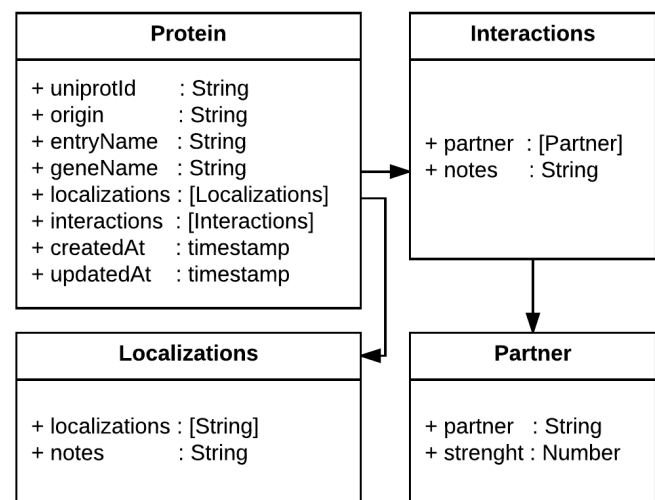 Protein
+ uniprotId : String
+ origin : String
+ entryName : String
+ geneName : String
+ localizations : [Localizations]
+ interactions : [Interactions]
+ createdAt : timestamp
+ updatedAt : timestamp
Interactions
+ partner : [Partner]
+ notes : String
Localizations
+ localizations : [String]
+ notes : String
Partner
+ partner : String
+ strenght : Number